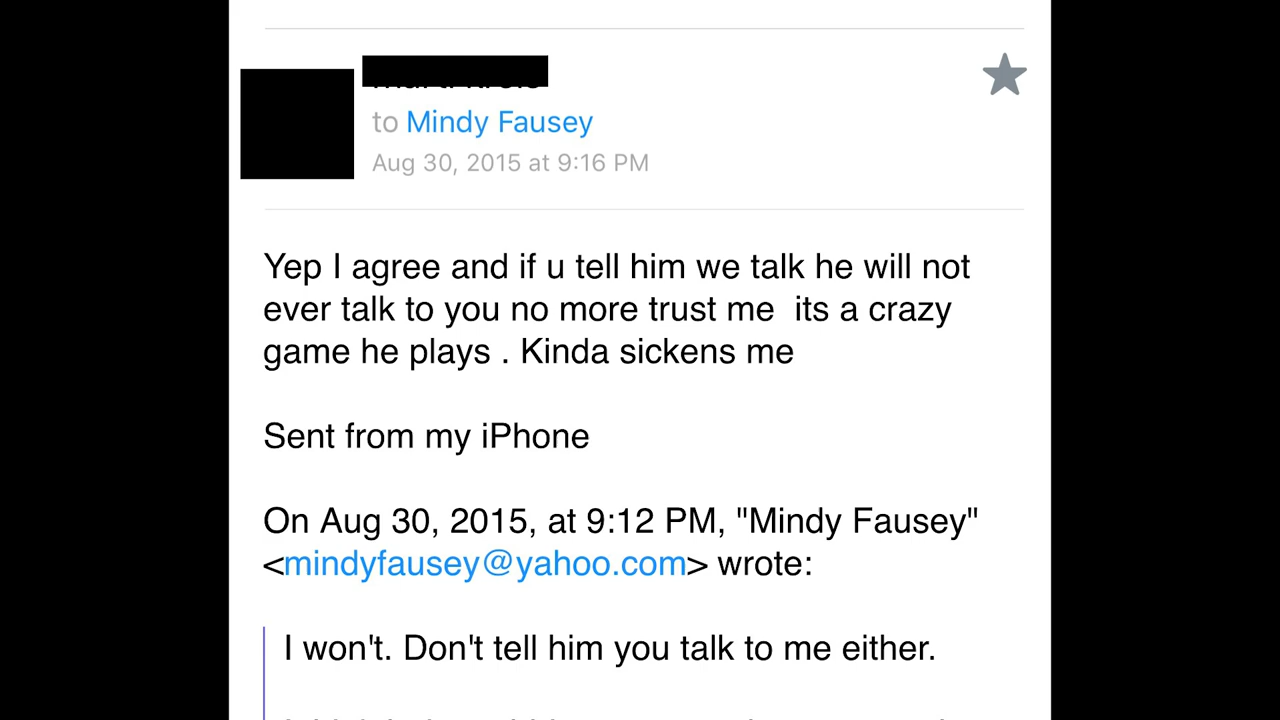 to Mindy Fausey
Aug 30, 2015 at 9:16 PM
Yep I agree and if u tell him we talk he will not
ever talk to you no more trust me  its a crazy
game he plays . Kinda sickens me
Sent from my iPhone
On Aug 30, 2015, at 9:12 PM, "Mindy Fausey"
<mindyfausey@yahoo.com> wrote:
I won't. Don't tell him you talk to me either.